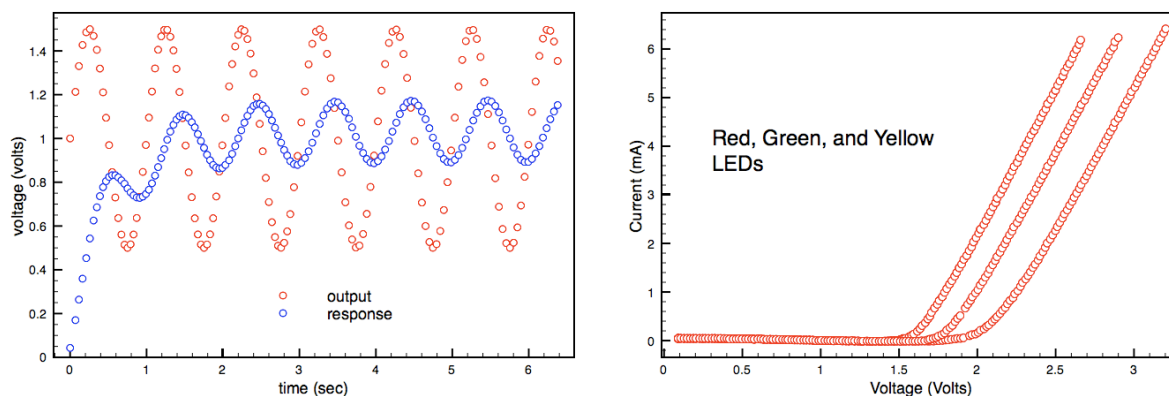 1.4
1.2
1.0
0.8
0.6
0.4
0.2
0
voltage (volts)
output
response
0 1 2 3 4 5 6
time (sec)
6
5
4
3
2
1
0
Current (mA)
Red, Green, and Yellow
LEDs
0 0.5 1 1.5 2.0 2.5 3
Voltage (Volts)